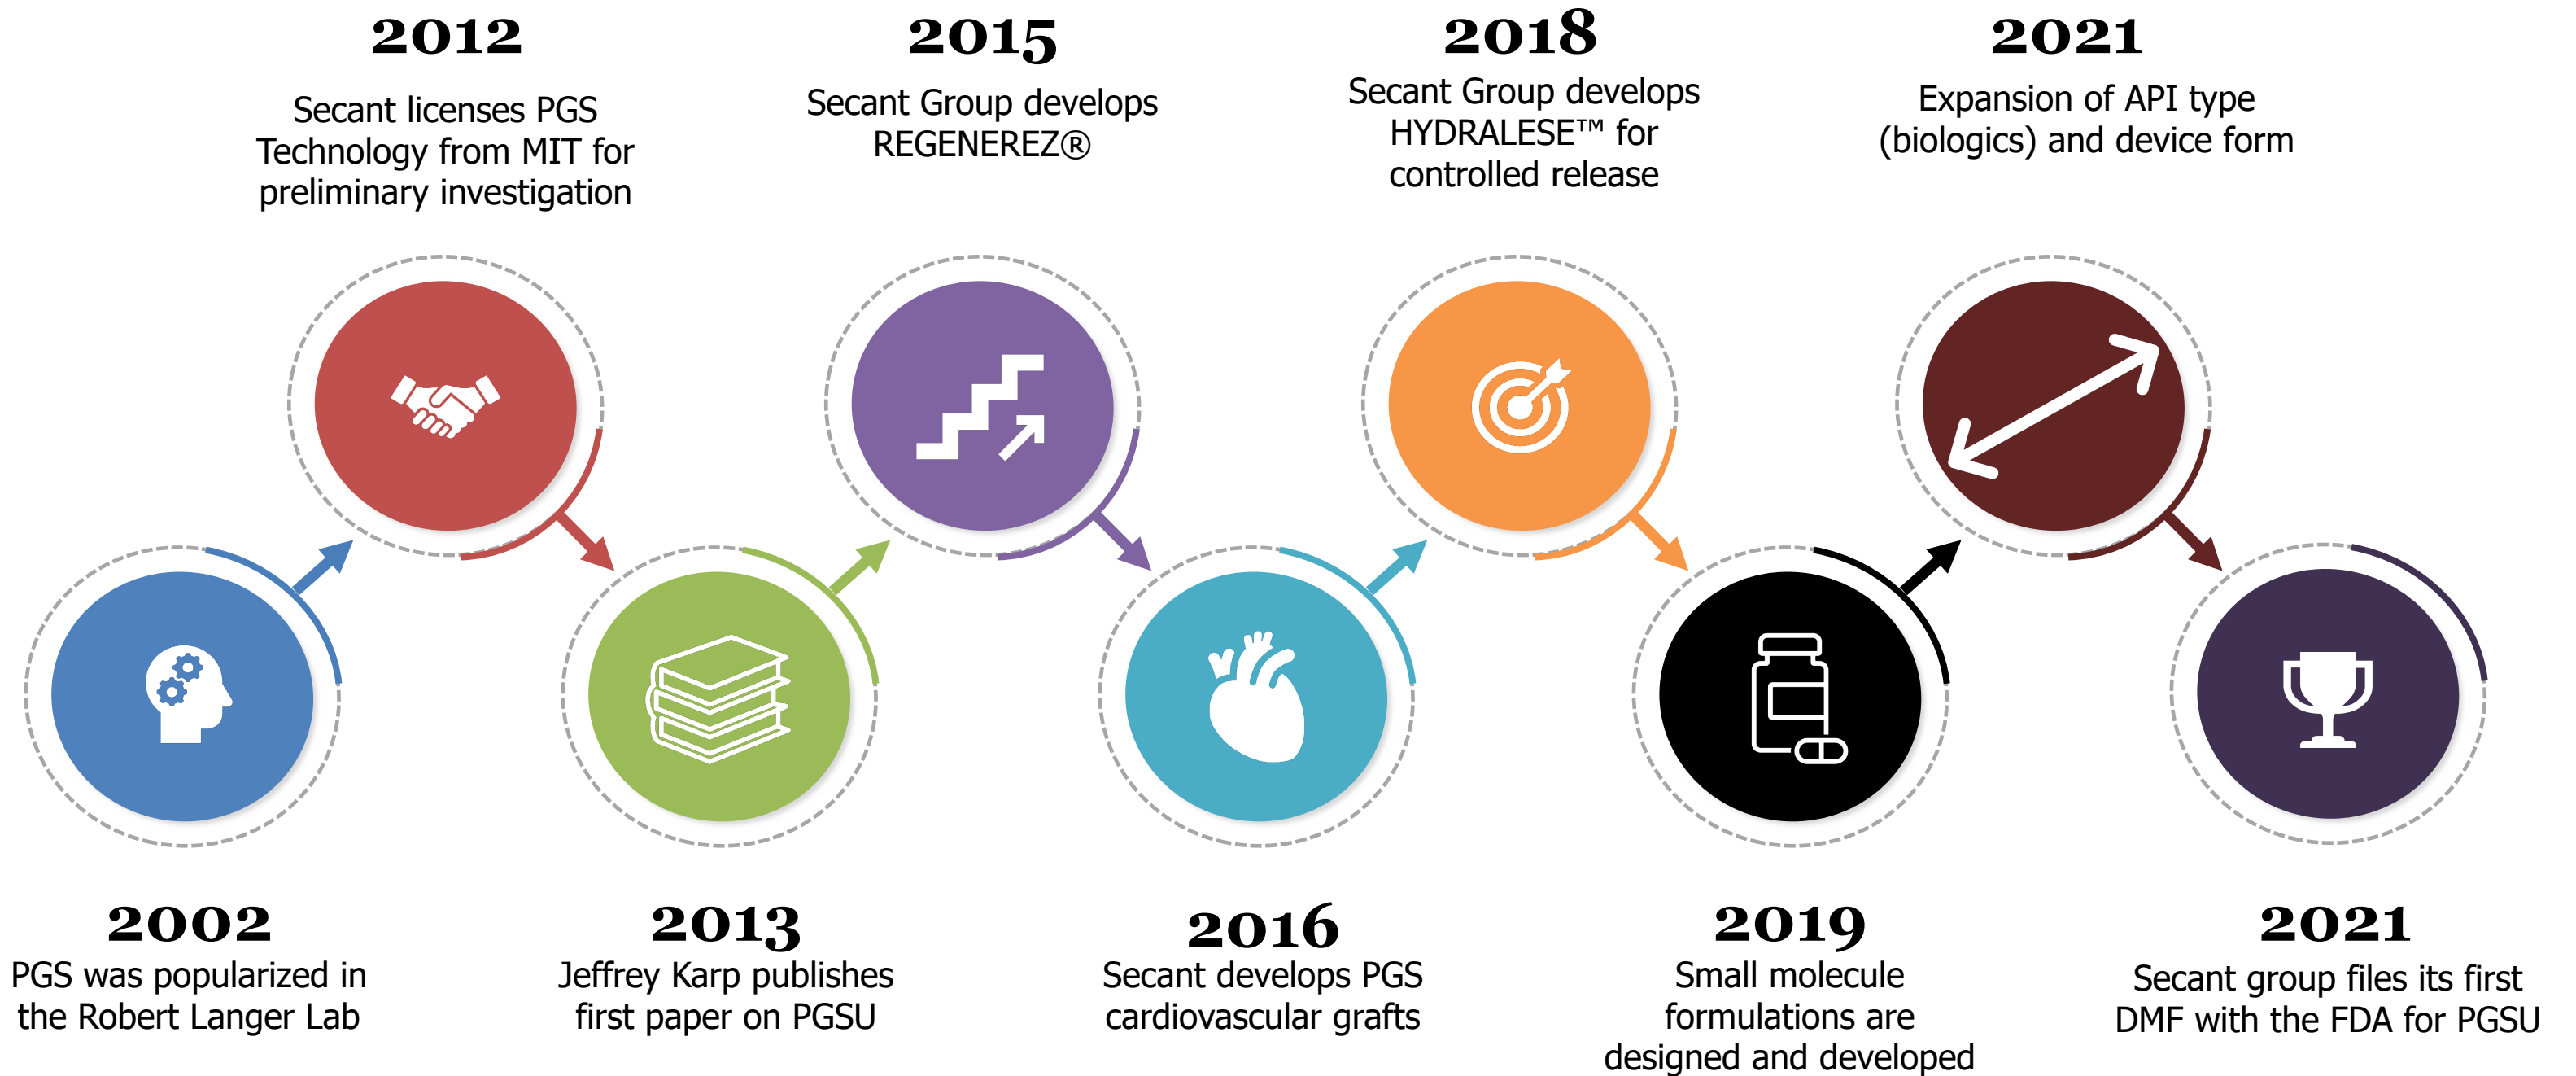 2012
Secant licenses PGS
Technology from MIT for
preliminary investigation
2015
Secant Group develops
REGENEREZ®
2018
Secant Group develops
HYDRALESE™ for
controlled release
2021
Expansion of API type
(biologics) and device form
2002
PGS was popularized in
the Robert Langer Lab
2013
Jeffrey Karp publishes
first paper on PGSU
2016
Secant develops PGS
cardiovascular grafts
2019
Small molecule
formulations are
designed and developed
2021
Secant group files its first
DMF with the FDA for PGSU